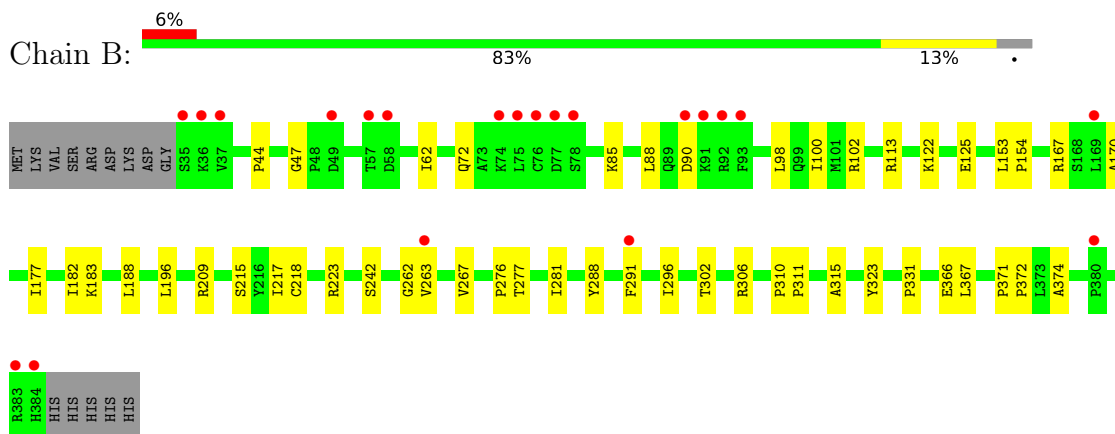 6%
Chain B:
83% 13% •
MET LYS VAL SER ARG ASP LYS ASP GLY S35 K36 V37 P44 G47 P48 D49 T57 D58 I62 Q72 A73 K74 L75 C76 D77 S78 K85 L88 Q89 D90 K91 R92 F93 L98 Q99 I100 M101 R102 R113 K122 E125 L153 P154 R167 S168 L169 A170
I177 I182 K183 L188 L196 R209 S215 Y216 I217 C218 R223 S242 G262 V263 V267 P276 T277 I281 Y288 F291 I296 T302 R306 P310 P311 A315 Y323 P331 E366 L367 P371 P372 L373 A374 P380
R383 H384 HIS HIS HIS HIS HIS